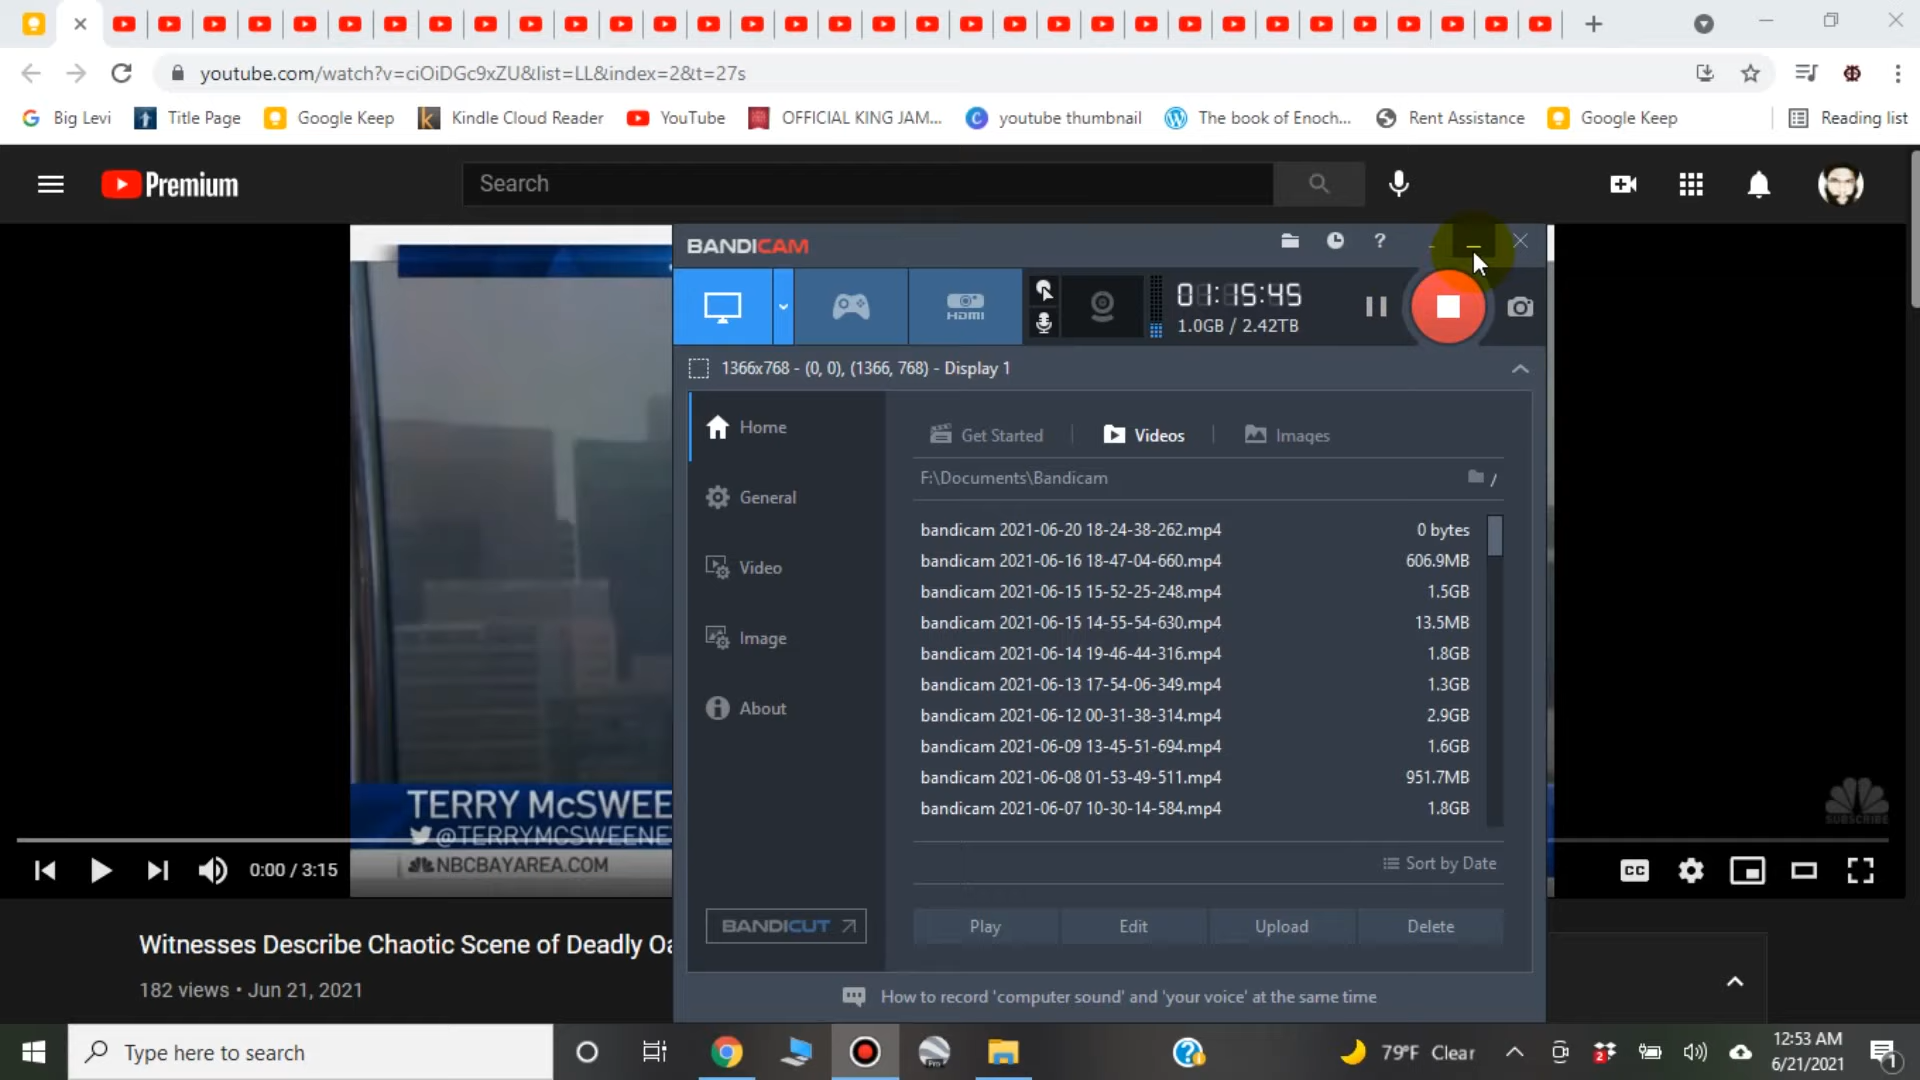 youtube.com/watch?v=ciOiDGc9xZU&list=LL&index=2&t=27s
Big Levi
Title Page
Google Keep
Kindle Cloud Reader
YouTube
OFFICIAL KING JAM...
youtube thumbnail
The book of Enoch...
Rent Assistance
Google Keep
Reading list
Premium
Search
BANDICAM
HDMI
01:15:45
1.0GB / 2.42TB
1366x768 - (0, 0), (1366, 768) - Display 1
Home
General
Video
Image
About
BANDICUT
Get Started
Videos
Images
F:\Documents\Bandicam
bandicam 2021-06-20 18-24-38-262.mp4 0 bytes
bandicam 2021-06-16 18-47-04-660.mp4 606.9MB
bandicam 2021-06-15 15-52-25-248.mp4 1.5GB
bandicam 2021-06-15 14-55-54-630.mp4 13.5MB
bandicam 2021-06-14 19-46-44-316.mp4 1.8GB
bandicam 2021-06-13 17-54-06-349.mp4 1.3GB
bandicam 2021-06-12 00-31-38-314.mp4 2.9GB
bandicam 2021-06-09 13-45-51-694.mp4 1.6GB
bandicam 2021-06-08 01-53-49-511.mp4 951.7MB
bandicam 2021-06-07 10-30-14-584.mp4 1.8GB
Sort by Date
Play Edit Upload Delete
How to record 'computer sound' and 'your voice' at the same time
TERRY McSWEE
@TERRYMCSWEENE
NBCBAYAREA.COM
SUBSCRIBE
0:00 / 3:15
CC
Witnesses Describe Chaotic Scene of Deadly Oa
182 views • Jun 21, 2021
Type here to search
Pro
2
79°F Clear
12:53 AM
6/21/2021
1